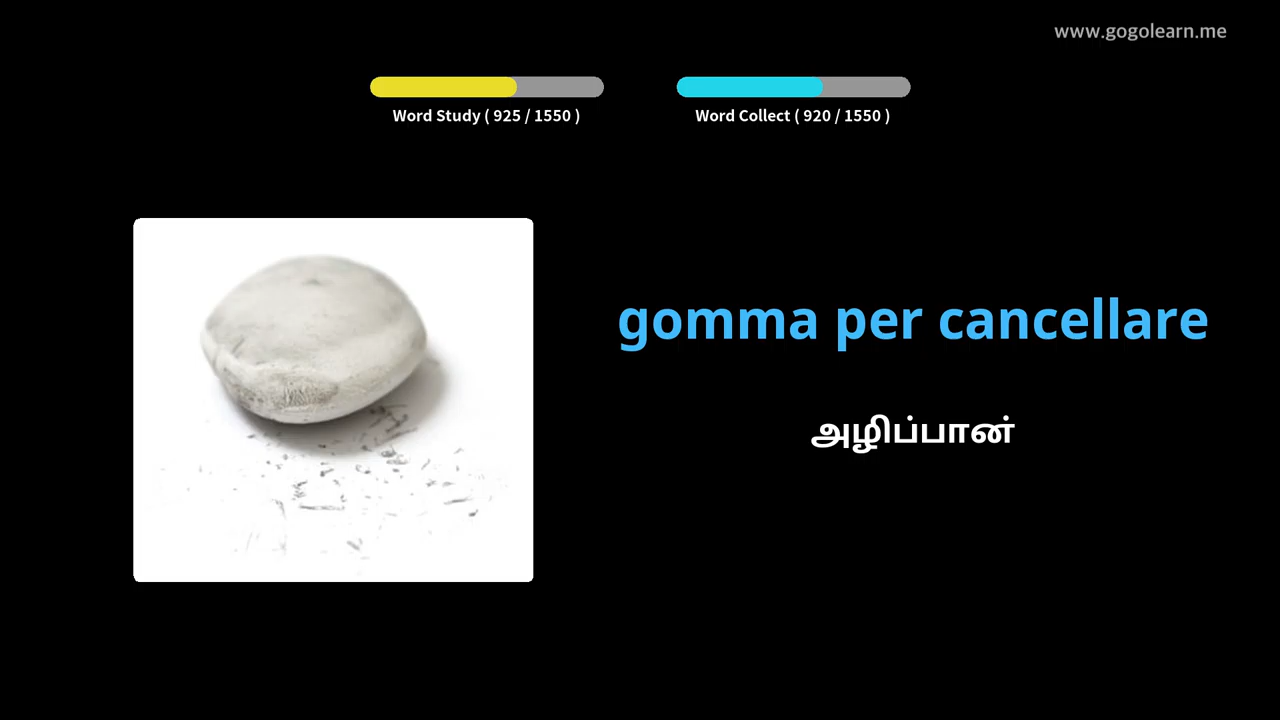 www.gogolearn.me
Word Study ( 925 / 1550 )
Word Collect ( 920 / 1550 )
gomma per cancellare
அழிப்பான்